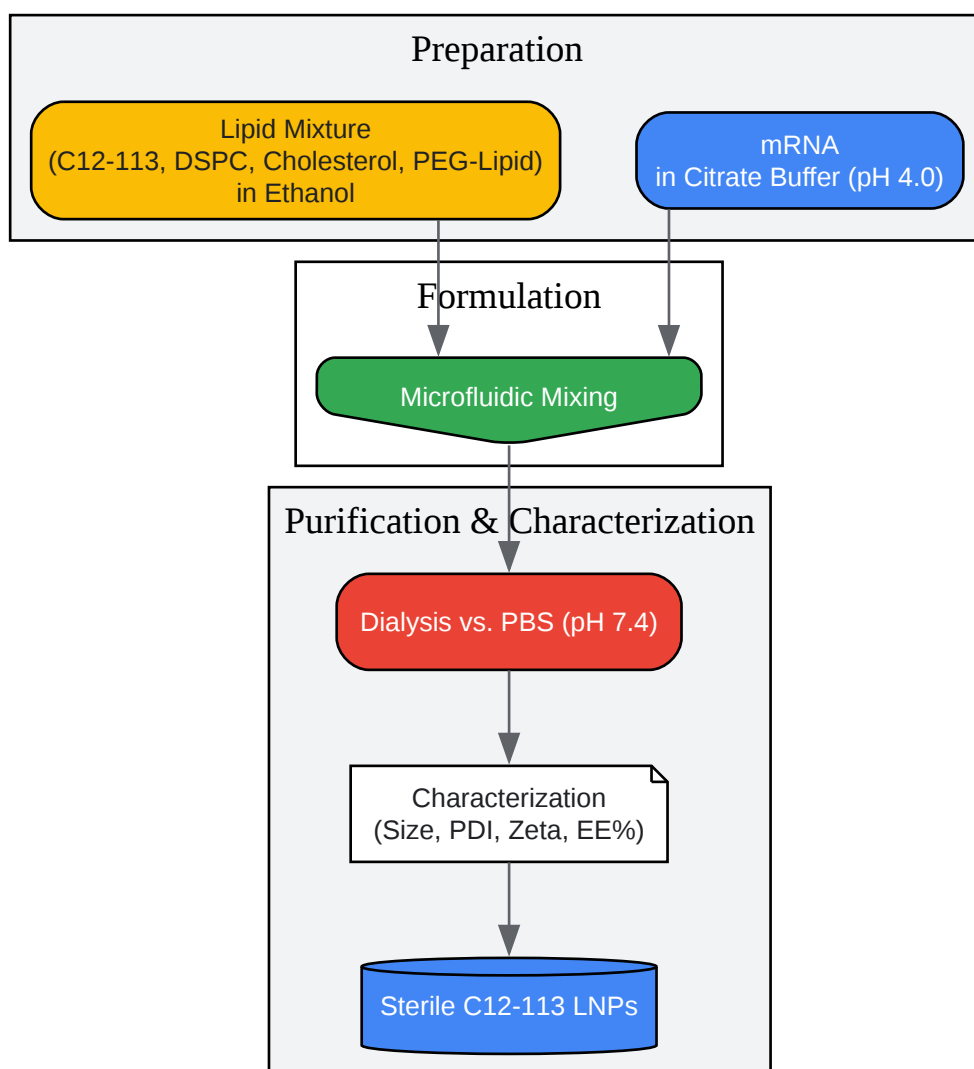 Preparation
Lipid Mixture
(C12-113, DSPC, Cholesterol, PEG-Lipid)
in Ethanol
mRNA
in Citrate Buffer (pH 4.0)
Formulation
Microfluidic Mixing
Purification & Characterization
Dialysis vs. PBS (pH 7.4)
Characterization
(Size, PDI, Zeta, EE%)
Sterile C12-113 LNPs